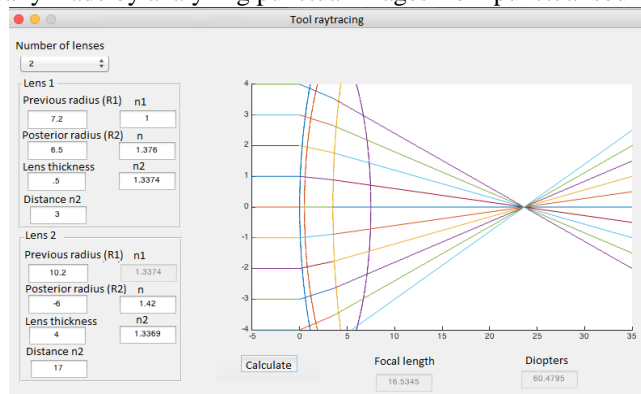 Tool raytracing
Number of lenses
2
Lens 1
Previous radius (R1) n1
7.2 1
Posterior radius (R2) n
6.5 1.376
Lens thickness n2
.5 1.3374
Distance n2
3
Lens 2
Previous radius (R1) n1
10.2 1.3374
Posterior radius (R2) n
-6 1.42
Lens thickness n2
4 1.3369
Distance n2
17
4
3
2
1
0
-1
-2
-3
-4
-5 0 5 10 15 20 25 30 35
Calculate
Focal length
16.5345
Diopters
60.4795